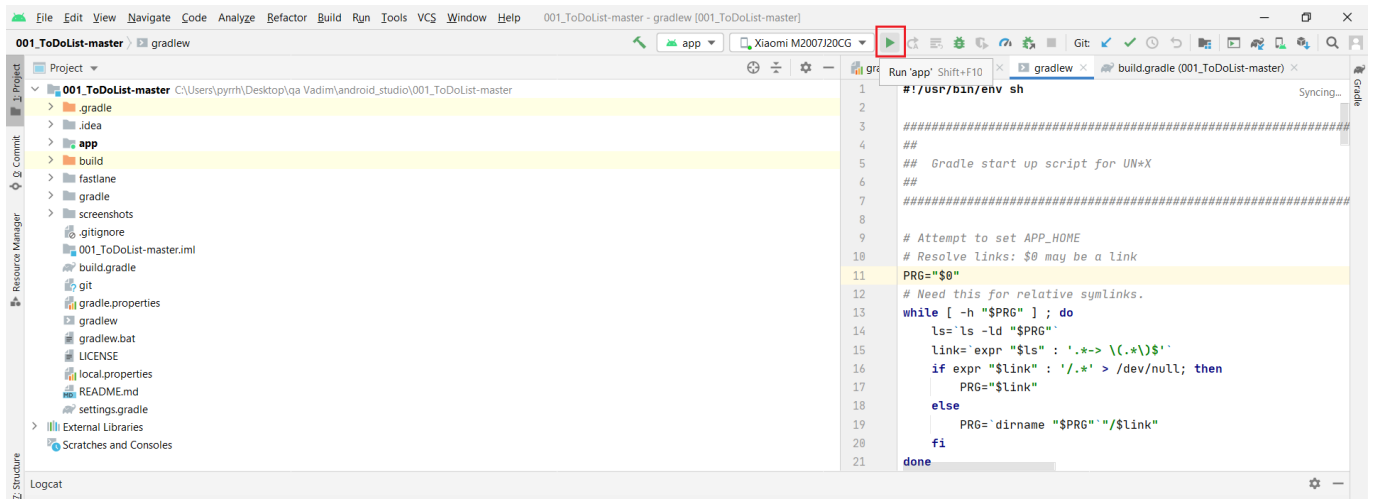 File Edit View Navigate Code Analyze Refactor Build Run Tools VCS Window Help 001_ToDoList-master - gradlew [001_ToDoList-master]
001_ToDoList-master gradlew app Xiaomi M2007J20CG Git:
Project
gra gradlew build.gradle (001_ToDoList-master)
Run 'app' Shift+F10
Syncing...
1: Project
0: Commit
Resource Manager
7: Structure
Gradle
001_ToDoList-master C:\Users\pyrrh\Desktop\qa Vadim\android_studio\001_ToDoList-master
.gradle
.idea
app
build
fastlane
gradle
screenshots
.gitignore
001_ToDoList-master.iml
build.gradle
git
gradle.properties
gradlew
gradlew.bat
LICENSE
local.properties
README.md
settings.gradle
External Libraries
Scratches and Consoles
1 #!/usr/bin/env sh
2
3 ##############################################################
4 ##
5 ## Gradle start up script for UN*X
6 ##
7 ##############################################################
8
9 # Attempt to set APP_HOME
10 # Resolve links: $0 may be a link
11 PRG="$0"
12 # Need this for relative symlinks.
13 while [ -h "$PRG" ] ; do
14 ls=`ls -ld "$PRG"`
15 link=`expr "$ls" : '.*-> \(.*\)$'`
16 if expr "$link" : '/.*' > /dev/null; then
17 PRG="$link"
18 else
19 PRG=`dirname "$PRG"`"/$link"
20 fi
21 done
Logcat